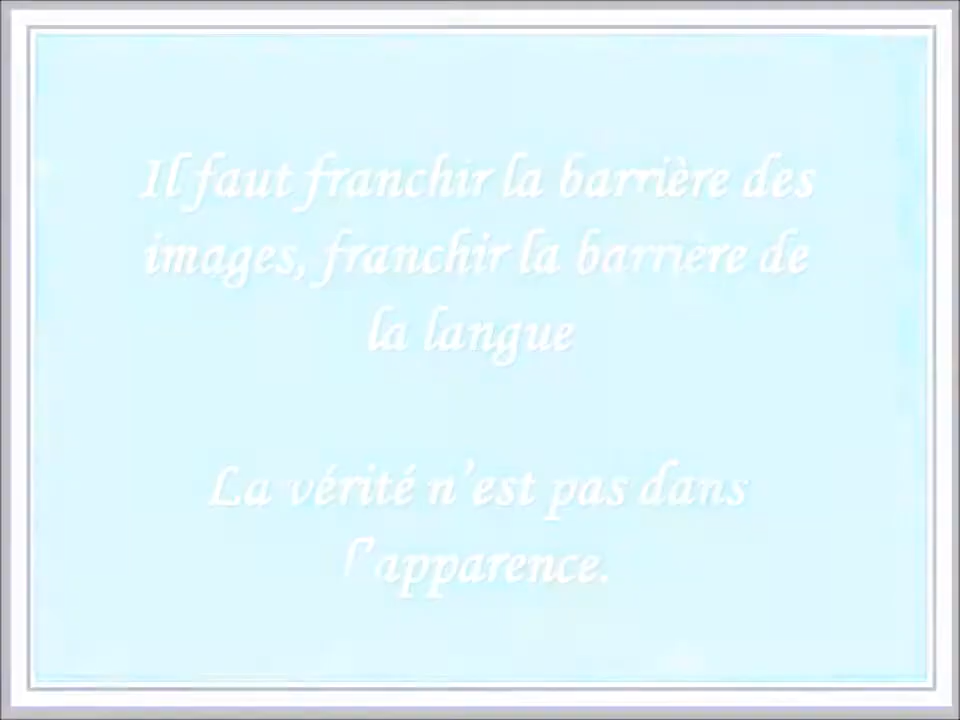 Il faut franchir la barrière des
images, franchir la barrière de
la langue
La vérité n'est pas dans
l'apparence.